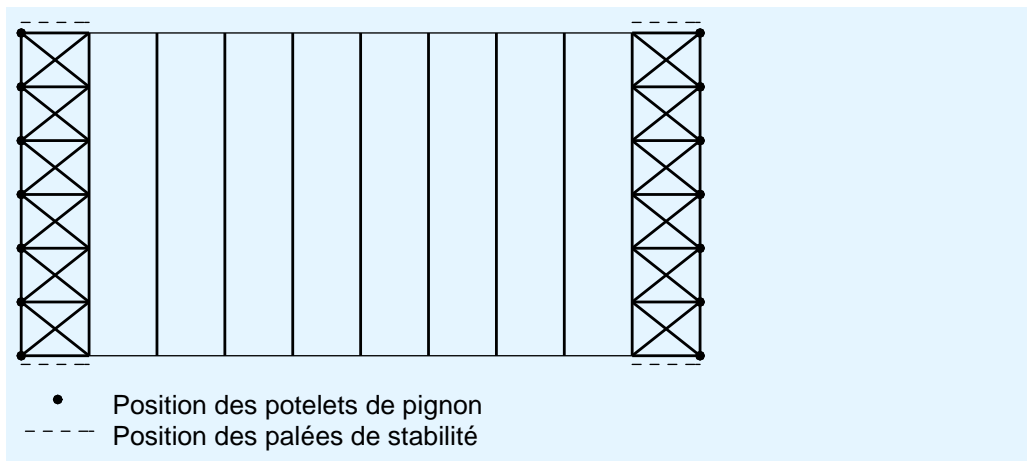 Position des potelets de pignon
Position des palées de stabilité